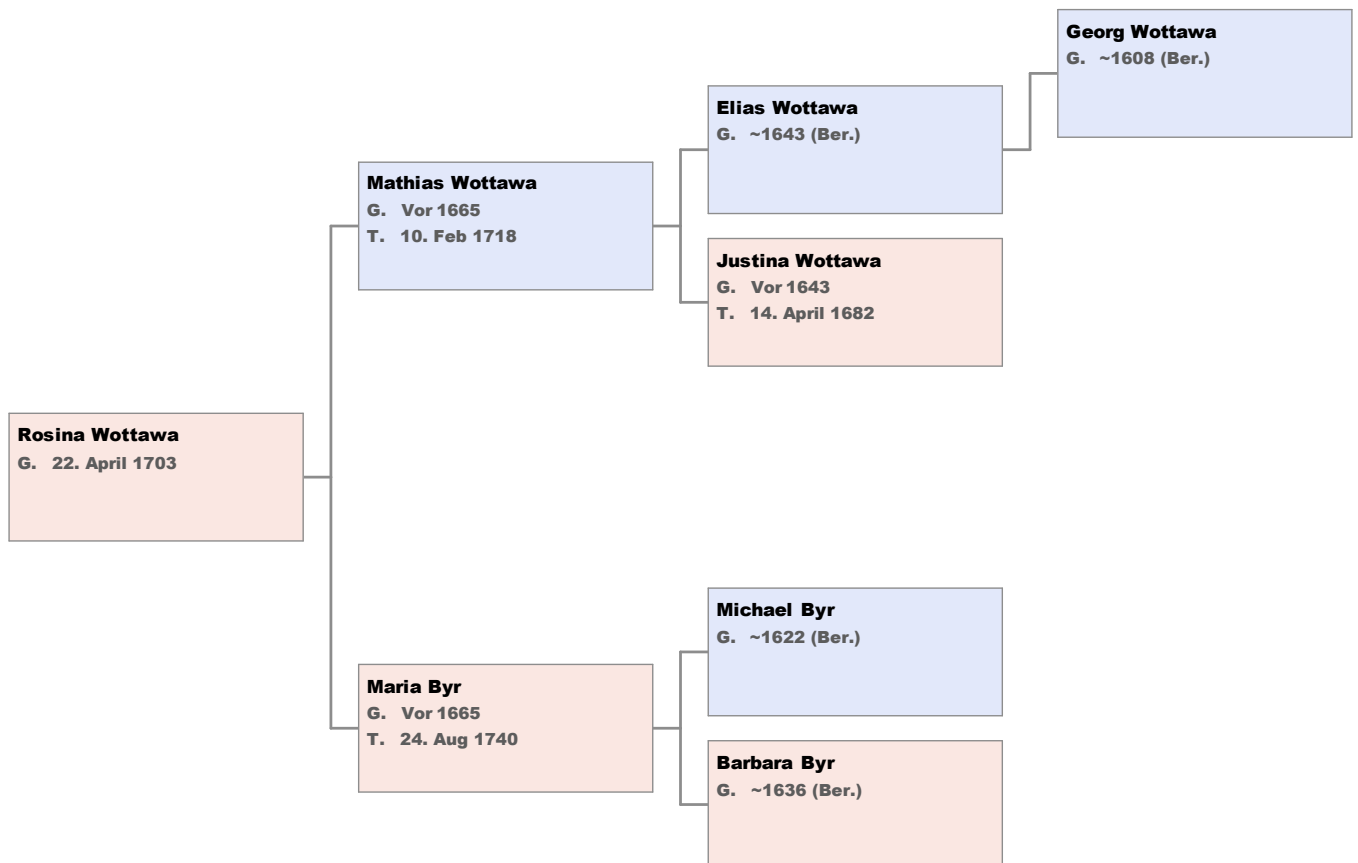 Georg Wottawa
G. ~1608 (Ber.)
Elias Wottawa
G. ~1643 (Ber.)
Mathias Wottawa
G. Vor 1665
T. 10. Feb 1718
Justina Wottawa
G. Vor 1643
T. 14. April 1682
Rosina Wottawa
G. 22. April 1703
Michael Byr
G. ~1622 (Ber.)
Maria Byr
G. Vor 1665
T. 24. Aug 1740
Barbara Byr
G. ~1636 (Ber.)